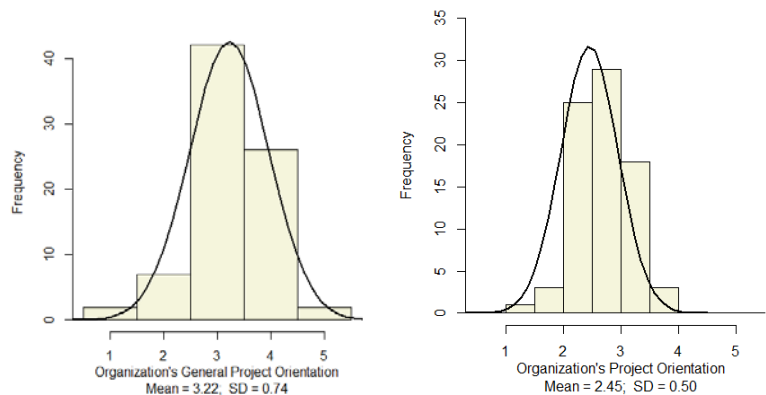 Frequency
40
30
20
10
0
1 2 3 4 5
Organization's General Project Orientation
Mean = 3.22; SD = 0.74
Frequency
35
30
25
20
15
10
5
0
1 2 3 4 5
Organization's Project Orientation
Mean = 2.45; SD = 0.50